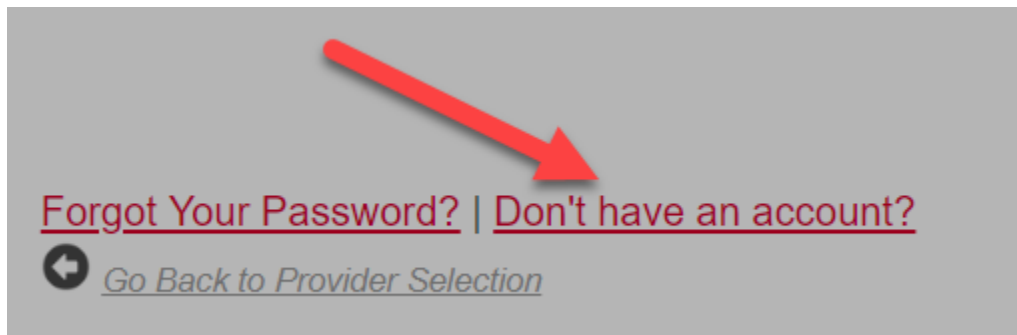 Forgot Your Password? | Don't have an account?
Go Back to Provider Selection